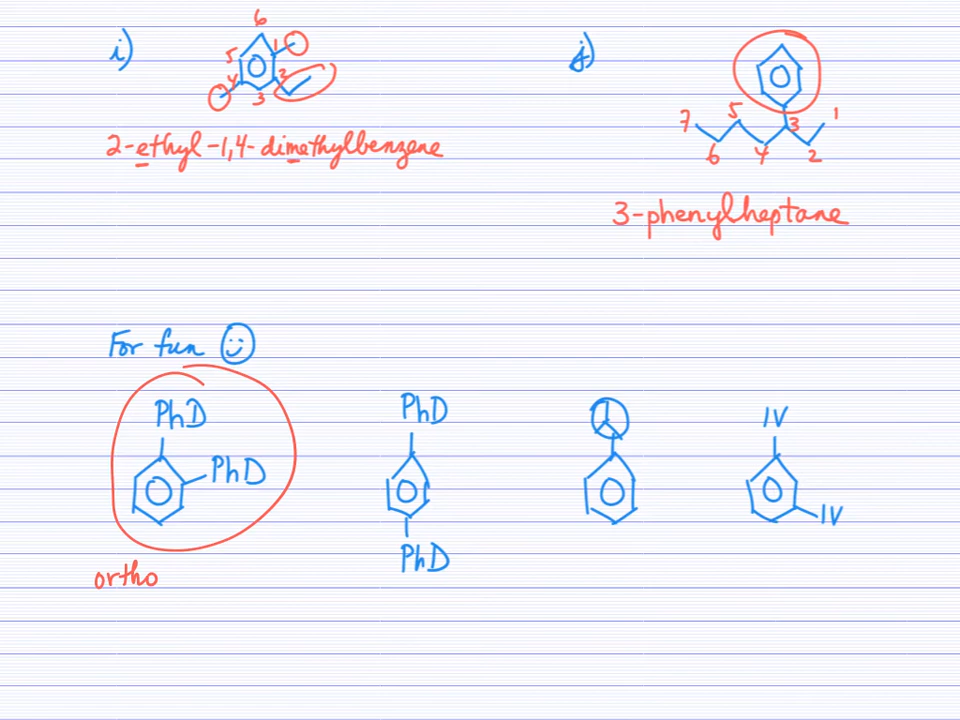 i)
6
5 1
4 2
3
2-ethyl-1,4-dimethylbenzene
j)
7 5 3 1
6 4 2
3-phenylheptane
For fun
PhD PhD IV
PhD
IV
PhD
ortho